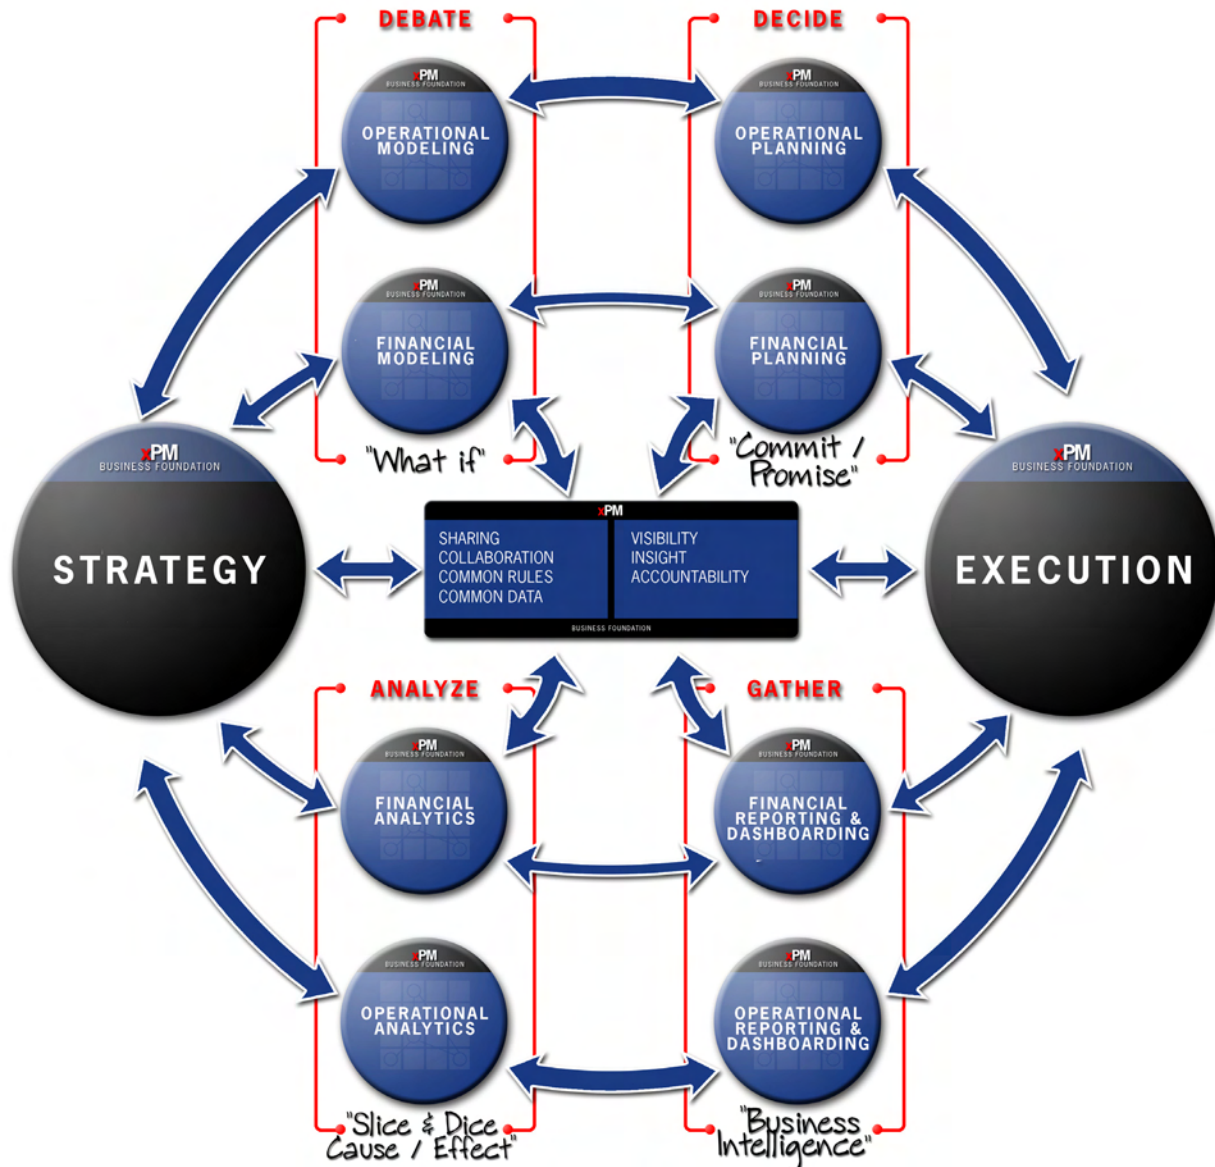 DEBATE
DECIDE
xPM
BUSINESS FOUNDATION
OPERATIONAL
MODELING
xPM
BUSINESS FOUNDATION
OPERATIONAL
PLANNING
xPM
BUSINESS FOUNDATION
FINANCIAL
MODELING
xPM
BUSINESS FOUNDATION
FINANCIAL
PLANNING
"What if"
"Commit /
Promise"
xPM
BUSINESS FOUNDATION
STRATEGY
xPM
SHARING
COLLABORATION
COMMON RULES
COMMON DATA
VISIBILITY
INSIGHT
ACCOUNTABILITY
BUSINESS FOUNDATION
xPM
BUSINESS FOUNDATION
EXECUTION
ANALYZE
GATHER
xPM
BUSINESS FOUNDATION
FINANCIAL
ANALYTICS
xPM
BUSINESS FOUNDATION
FINANCIAL
REPORTING &
DASHBOARDING
xPM
BUSINESS FOUNDATION
OPERATIONAL
ANALYTICS
xPM
BUSINESS FOUNDATION
OPERATIONAL
REPORTING &
DASHBOARDING
"Slice & Dice
Cause / Effect"
"Business
Intelligence"